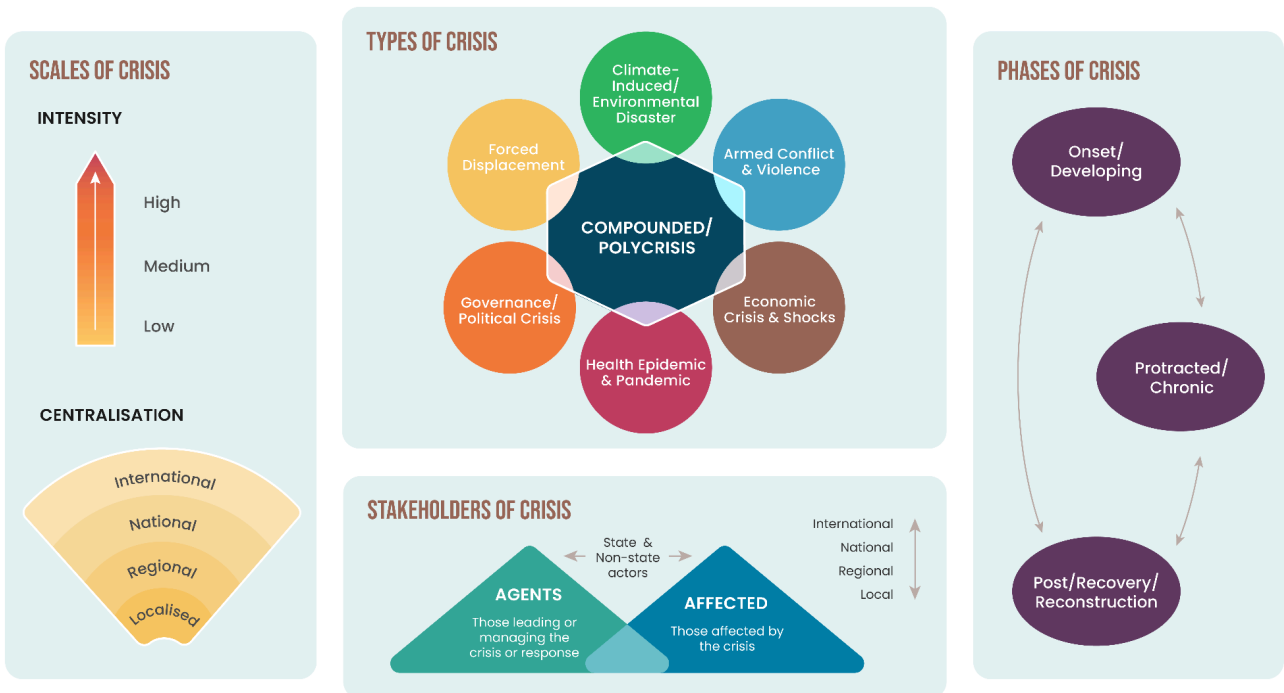 SCALES OF CRISIS
INTENSITY
High
Medium
Low
CENTRALISATION
International
National
Regional
Localised
TYPES OF CRISIS
Climate-
Induced/
Environmental
Disaster
Forced
Displacement
Armed Conflict
& Violence
COMPOUNDED/
POLYCRISIS
Governance/
Political Crisis
Economic
Crisis & Shocks
Health Epidemic
& Pandemic
STAKEHOLDERS OF CRISIS
State &
Non-state
actors
AGENTS
Those leading or
managing the
crisis or response
AFFECTED
Those affected by
the crisis
International
National
Regional
Local
PHASES OF CRISIS
Onset/
Developing
Protracted/
Chronic
Post/Recovery/
Reconstruction